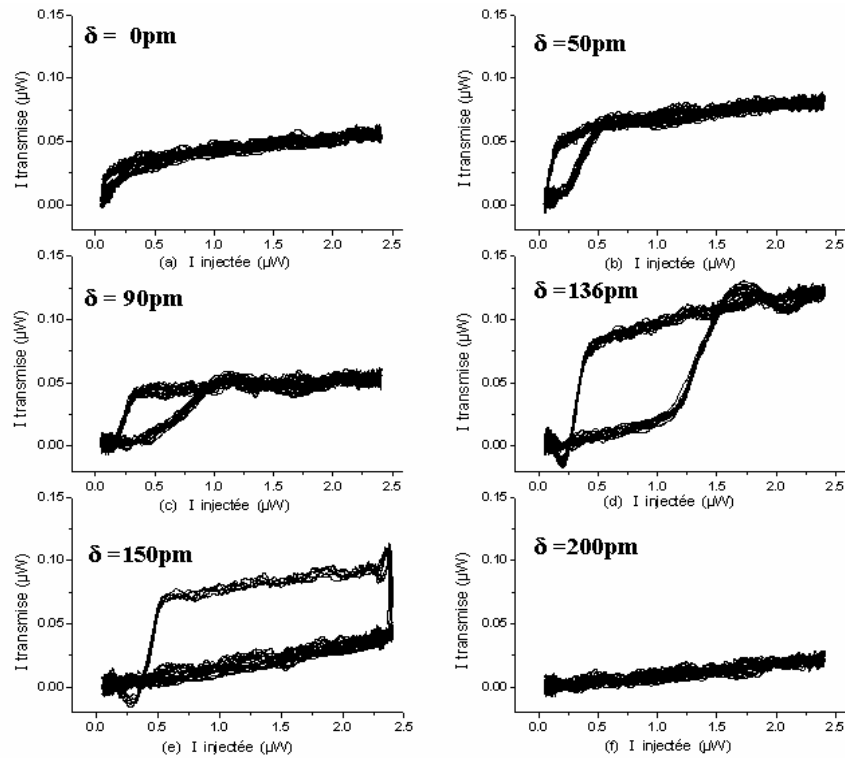 δ = 0pm
0.15
0.10
0.05
0.00
I transmise (µW)
0.0 0.5 1.0 1.5 2.0 2.5
(a) I injectée (µW)
δ =50pm
0.15
0.10
0.05
0.00
I transmise (µW)
0.0 0.5 1.0 1.5 2.0 2.5
(b) I injectée (µW)
δ = 90pm
0.15
0.10
0.05
0.00
I transmise (µW)
0.0 0.5 1.0 1.5 2.0 2.5
(c) I injectée (µW)
δ =136pm
0.15
0.10
0.05
0.00
I transmise (µW)
0.0 0.5 1.0 1.5 2.0 2.5
(d) I injectée (µW)
δ =150pm
0.15
0.10
0.05
0.00
I transmise (µW)
0.0 0.5 1.0 1.5 2.0 2.5
(e) I injectée (µW)
δ =200pm
0.15
0.10
0.05
0.00
I transmise (µW)
0.0 0.5 1.0 1.5 2.0 2.5
(f) I injectée (µW)